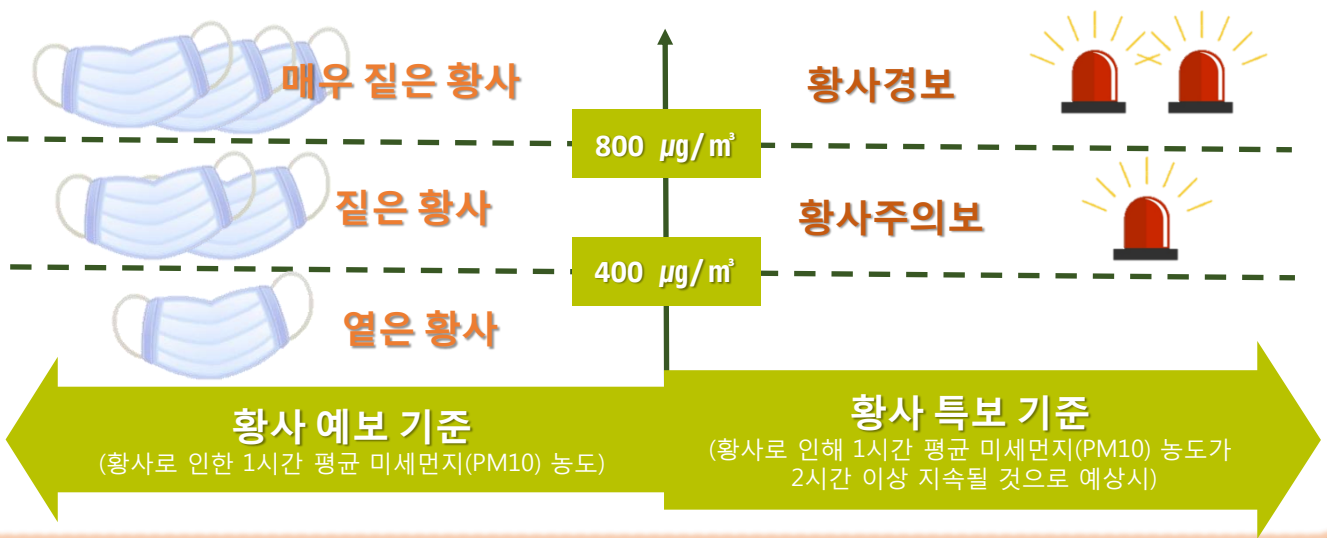 매우 짙은 황사
황사경보
800 ㎍/㎥
짙은 황사
황사주의보
400 ㎍/㎥
옅은 황사
황사 예보 기준
(황사로 인한 1시간 평균 미세먼지(PM10) 농도)
황사 특보 기준
(황사로 인해 1시간 평균 미세먼지(PM10) 농도가
2시간 이상 지속될 것으로 예상시)